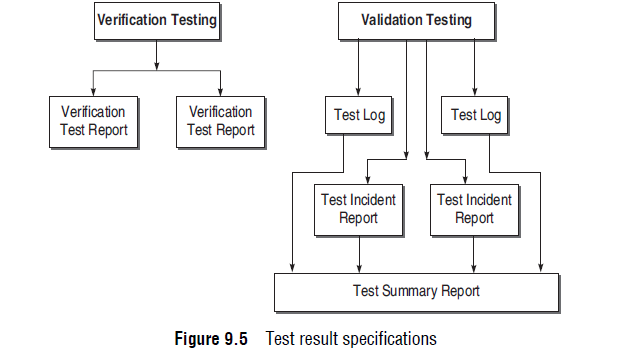 Verification Testing
Validation Testing
Verification
Test Report
Verification
Test Report
Test Log
Test Log
Test Incident
Report
Test Incident
Report
Test Summary Report
Figure 9.5 Test result specifications